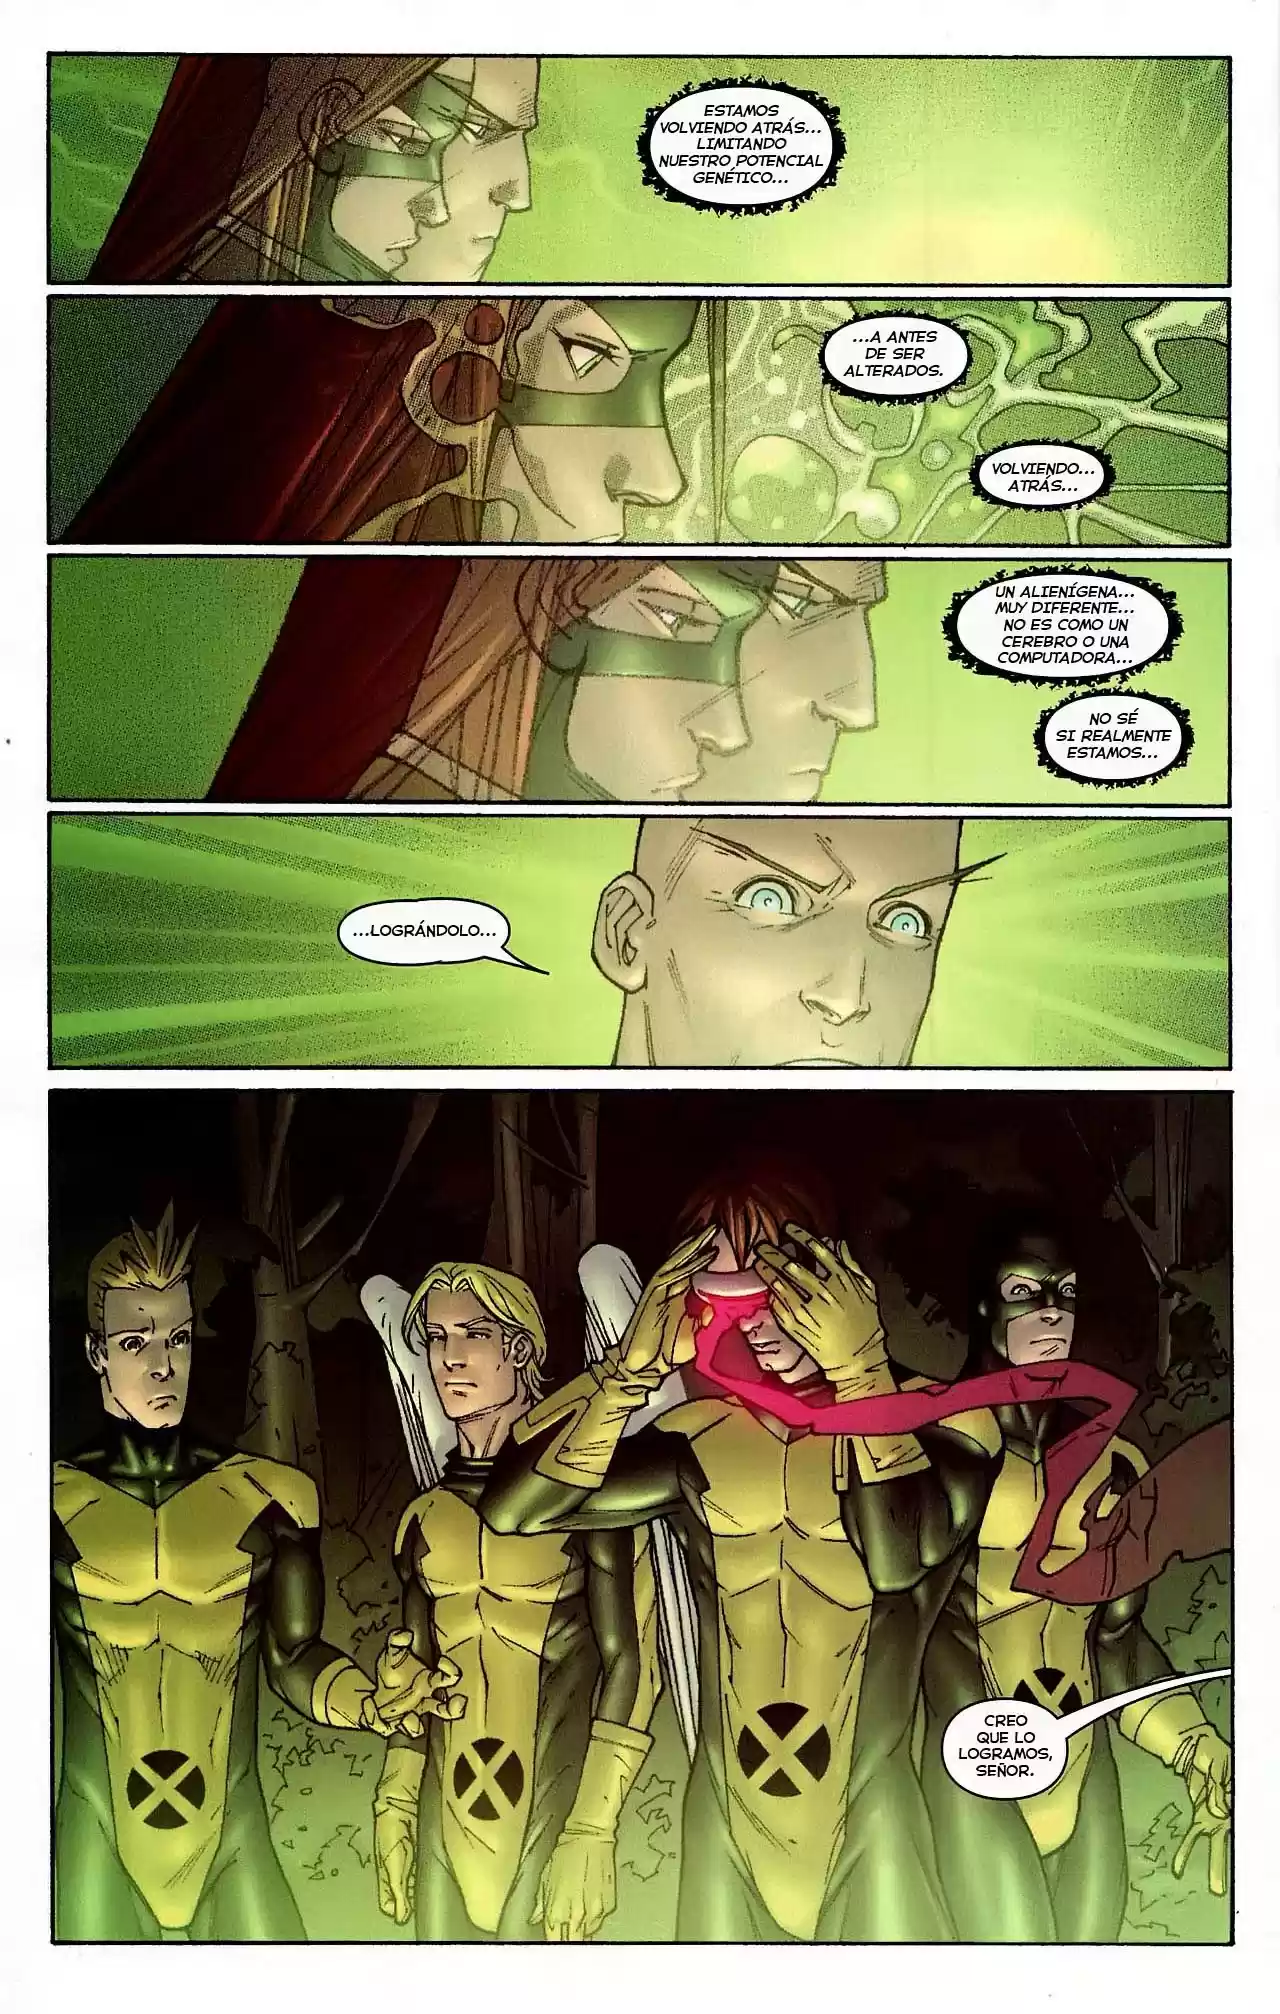 ESTAMOS
VOLVIENDO ATRÁS...
LIMITANDO
NUESTRO POTENCIAL
GENÉTICO...
...A ANTES
DE SER
ALTERADOS.
VOLVIENDO...
ATRÁS...
UN ALIENÍGENA...
MUY DIFERENTE...
NO ES COMO UN
CEREBRO O UNA
COMPUTADORA...
NO SÉ
SI REALMENTE
ESTAMOS...
...LOGRÁNDOLO...
CREO
QUE LO
LOGRAMOS,
SEÑOR.